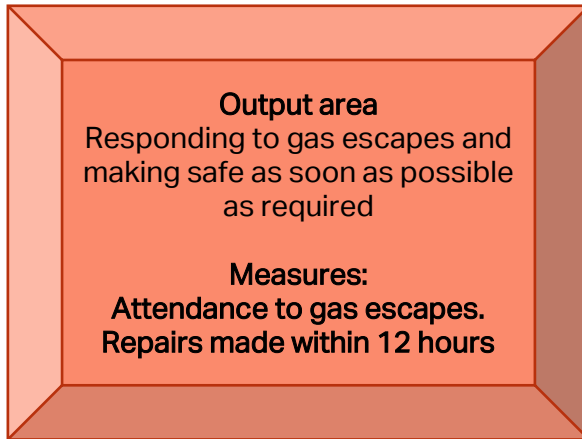 Output area
Responding to gas escapes and
making safe as soon as possible
as required
Measures:
Attendance to gas escapes.
Repairs made within 12 hours